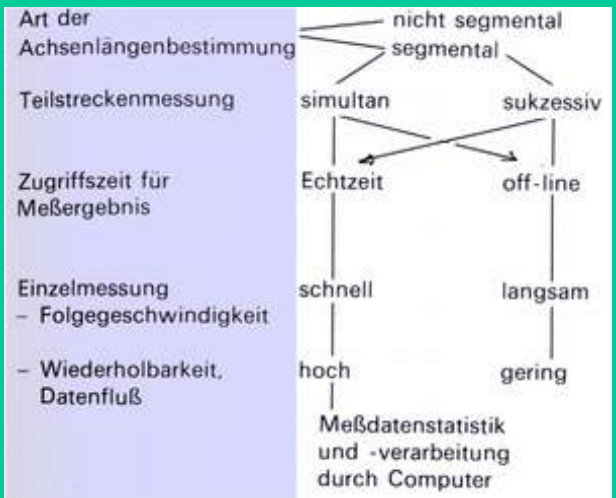 Art der nicht segmental
Achsenlängenbestimmung segmental
Teilstreckenmessung simultan sukzessiv
Zugriffszeit für Echtzeit off-line
Meßergebnis
Einzelmessung schnell langsam
– Folgegeschwindigkeit
– Wiederholbarkeit, hoch gering
Datenfluß
Meßdatenstatistik
und -verarbeitung
durch Computer